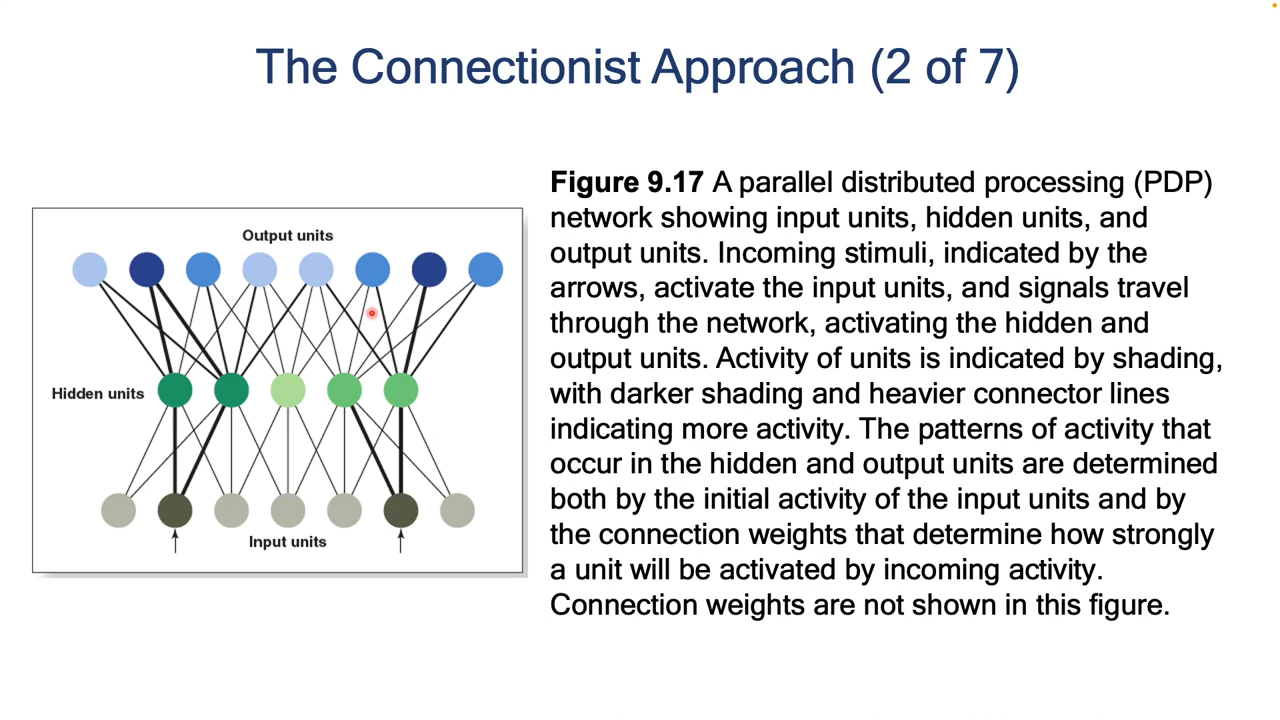 The Connectionist Approach (2 of 7)
Output units
Hidden units
Input units
Figure 9.17 A parallel distributed processing (PDP)
network showing input units, hidden units, and
output units. Incoming stimuli, indicated by the
arrows, activate the input units, and signals travel
through the network, activating the hidden and
output units. Activity of units is indicated by shading,
with darker shading and heavier connector lines
indicating more activity. The patterns of activity that
occur in the hidden and output units are determined
both by the initial activity of the input units and by
the connection weights that determine how strongly
a unit will be activated by incoming activity.
Connection weights are not shown in this figure.